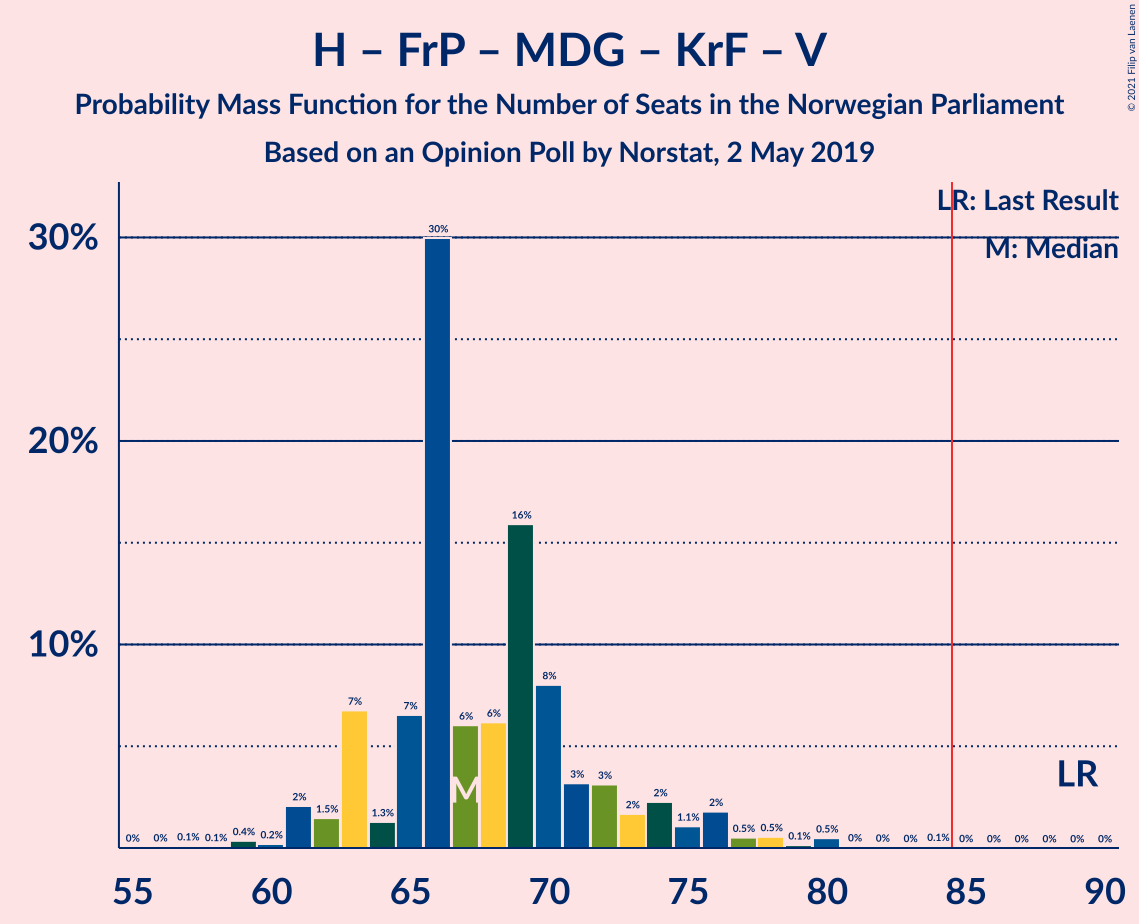 H – FrP – MDG – KrF – V
Probability Mass Function for the Number of Seats in the Norwegian Parliament
Based on an Opinion Poll by Norstat, 2 May 2019
© 2021 Filip van Laenen
LR: Last Result
M: Median
30%
20%
10%
0% 0% 0.1% 0.1% 0.4% 0.2% 2% 1.5% 7% 1.3% 7% 30% 6% 6% 16% 8% 3% 3% 2% 2% 1.1% 2% 0.5% 0.5% 0.1% 0.5% 0% 0% 0% 0.1% 0% 0% 0% 0% 0% 0%
M
LR
55 60 65 70 75 80 85 90